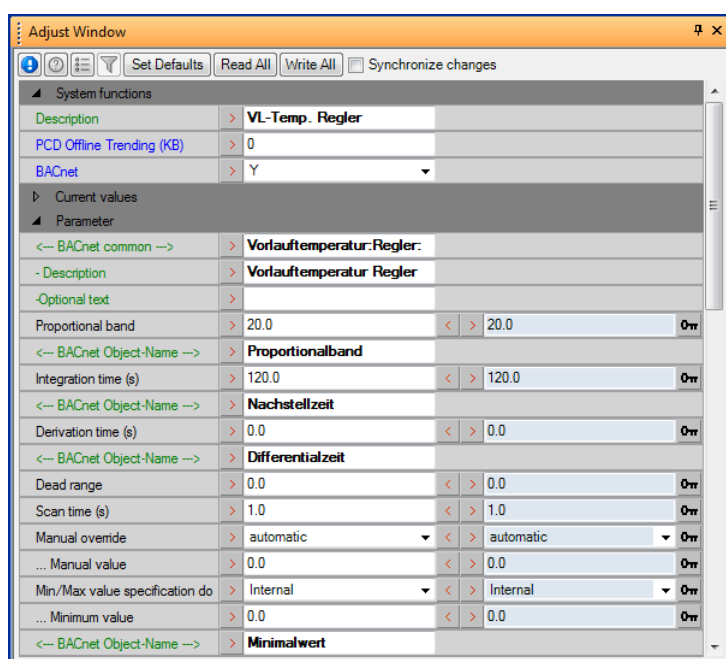 Adjust Window
Set Defaults Read All Write All Synchronize changes
System functions
Description > VL-Temp. Regler
PCD Offline Trending (KB) > 0
BACnet > Y
Current values
Parameter
<--- BACnet common ---> > Vorlauftemperatur:Regler:
- Description > Vorlauftemperatur Regler
-Optional text >
Proportional band > 20.0 < > 20.0
<--- BACnet Object-Name ---> > Proportionalband
Integration time (s) > 120.0 < > 120.0
<--- BACnet Object-Name ---> > Nachstellzeit
Derivation time (s) > 0.0 < > 0.0
<--- BACnet Object-Name ---> > Differentialzeit
Dead range > 0.0 < > 0.0
Scan time (s) > 1.0 < > 1.0
Manual override > automatic < > automatic
... Manual value > 0.0 < > 0.0
Min/Max value specification do > Internal < > Internal
... Minimum value > 0.0 < > 0.0
<--- BACnet Object-Name ---> > Minimalwert